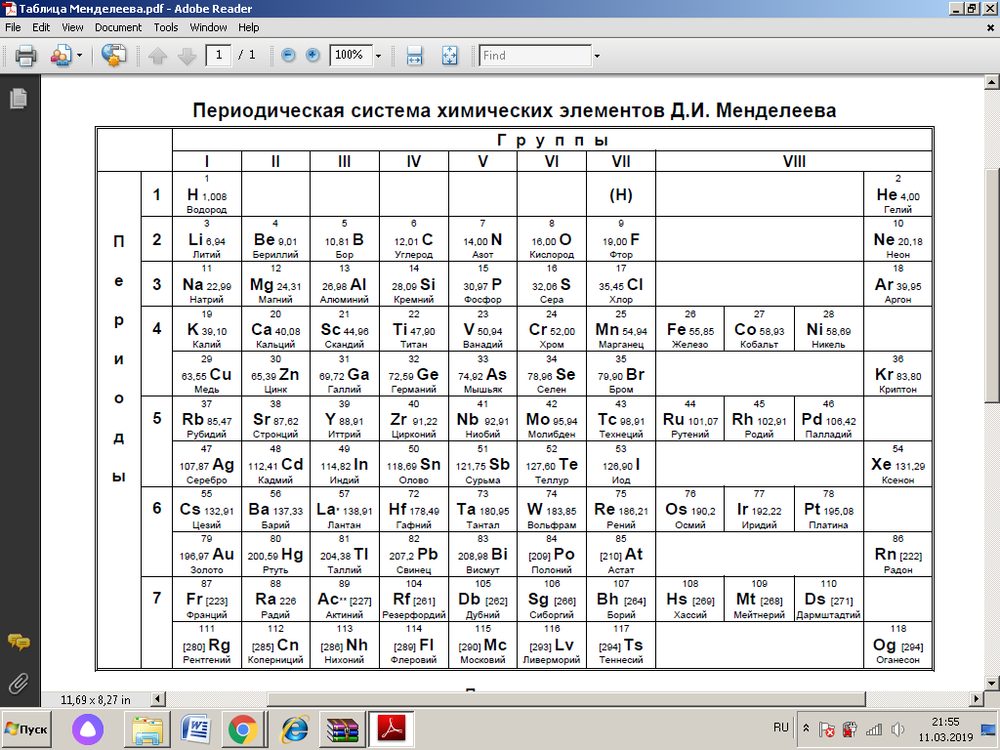 Таблица Менделеева.pdf - Adobe Reader
File Edit View Document Tools Window Help
1 / 1 100% Find
Периодическая система химических элементов Д.И. Менделеева
Г р у п п ы
I II III IV V VI VII VIII
П е р и о д ы
1 2
1 H 1,008 (H) He 4,00
Водород Гелий
3 4 5 6 7 8 9 10
2 Li 6,94 Be 9,01 10,81 B 12,01 C 14,00 N 16,00 O 19,00 F Ne 20,18
Литий Бериллий Бор Углерод Азот Кислород Фтор Неон
11 12 13 14 15 16 17 18
3 Na 22,99 Mg 24,31 26,98 Al 28,09 Si 30,97 P 32,06 S 35,45 Cl Ar 39,95
Натрий Магний Алюминий Кремний Фосфор Сера Хлор Аргон
19 20 21 22 23 24 25 26 27 28
4 K 39,10 Ca 40,08 Sc 44,96 Ti 47,90 V 50,94 Cr 52,00 Mn 54,94 Fe 55,85 Co 58,93 Ni 58,69
Калий Кальций Скандий Титан Ванадий Хром Марганец Железо Кобальт Никель
29 30 31 32 33 34 35 36
63,55 Cu 65,39 Zn 69,72 Ga 72,59 Ge 74,92 As 78,96 Se 79,90 Br Kr 83,80
Медь Цинк Галлий Германий Мышьяк Селен Бром Криптон
37 38 39 40 41 42 43 44 45 46
5 Rb 85,47 Sr 87,62 Y 88,91 Zr 91,22 Nb 92,91 Mo 95,94 Tc 98,91 Ru 101,07 Rh 102,91 Pd 106,42
Рубидий Стронций Иттрий Цирконий Ниобий Молибден Технеций Рутений Родий Палладий
47 48 49 50 51 52 53 54
107,87 Ag 112,41 Cd 114,82 In 118,69 Sn 121,75 Sb 127,60 Te 126,90 I Xe 131,29
Серебро Кадмий Индий Олово Сурьма Теллур Иод Ксенон
55 56 57 72 73 74 75 76 77 78
6 Cs 132,91 Ba 137,33 La* 138,91 Hf 178,49 Ta 180,95 W 183,85 Re 186,21 Os 190,2 Ir 192,22 Pt 195,08
Цезий Барий Лантан Гафний Тантал Вольфрам Рений Осмий Иридий Платина
79 80 81 82 83 84 85 86
196,97 Au 200,59 Hg 204,38 Tl 207,2 Pb 208,98 Bi [209] Po [210] At Rn [222]
Золото Ртуть Таллий Свинец Висмут Полоний Астат Радон
87 88 89 104 105 106 107 108 109 110
7 Fr [223] Ra 226 Ac** [227] Rf [261] Db [262] Sg [266] Bh [264] Hs [269] Mt [268] Ds [271]
Франций Радий Актиний Резерфордий Дубний Сиборгий Борий Хассий Мейтнерий Дармштадтий
111 112 113 114 115 116 117 118
[280] Rg [285] Cn [286] Nh [289] Fl [290] Mc [293] Lv [294] Ts Og [294]
Рентгений Коперниций Нихоний Флеровий Московий Ливерморий Теннесий Оганесон
11,69 x 8,27 in
Пуск RU 21:55
11.03.2019